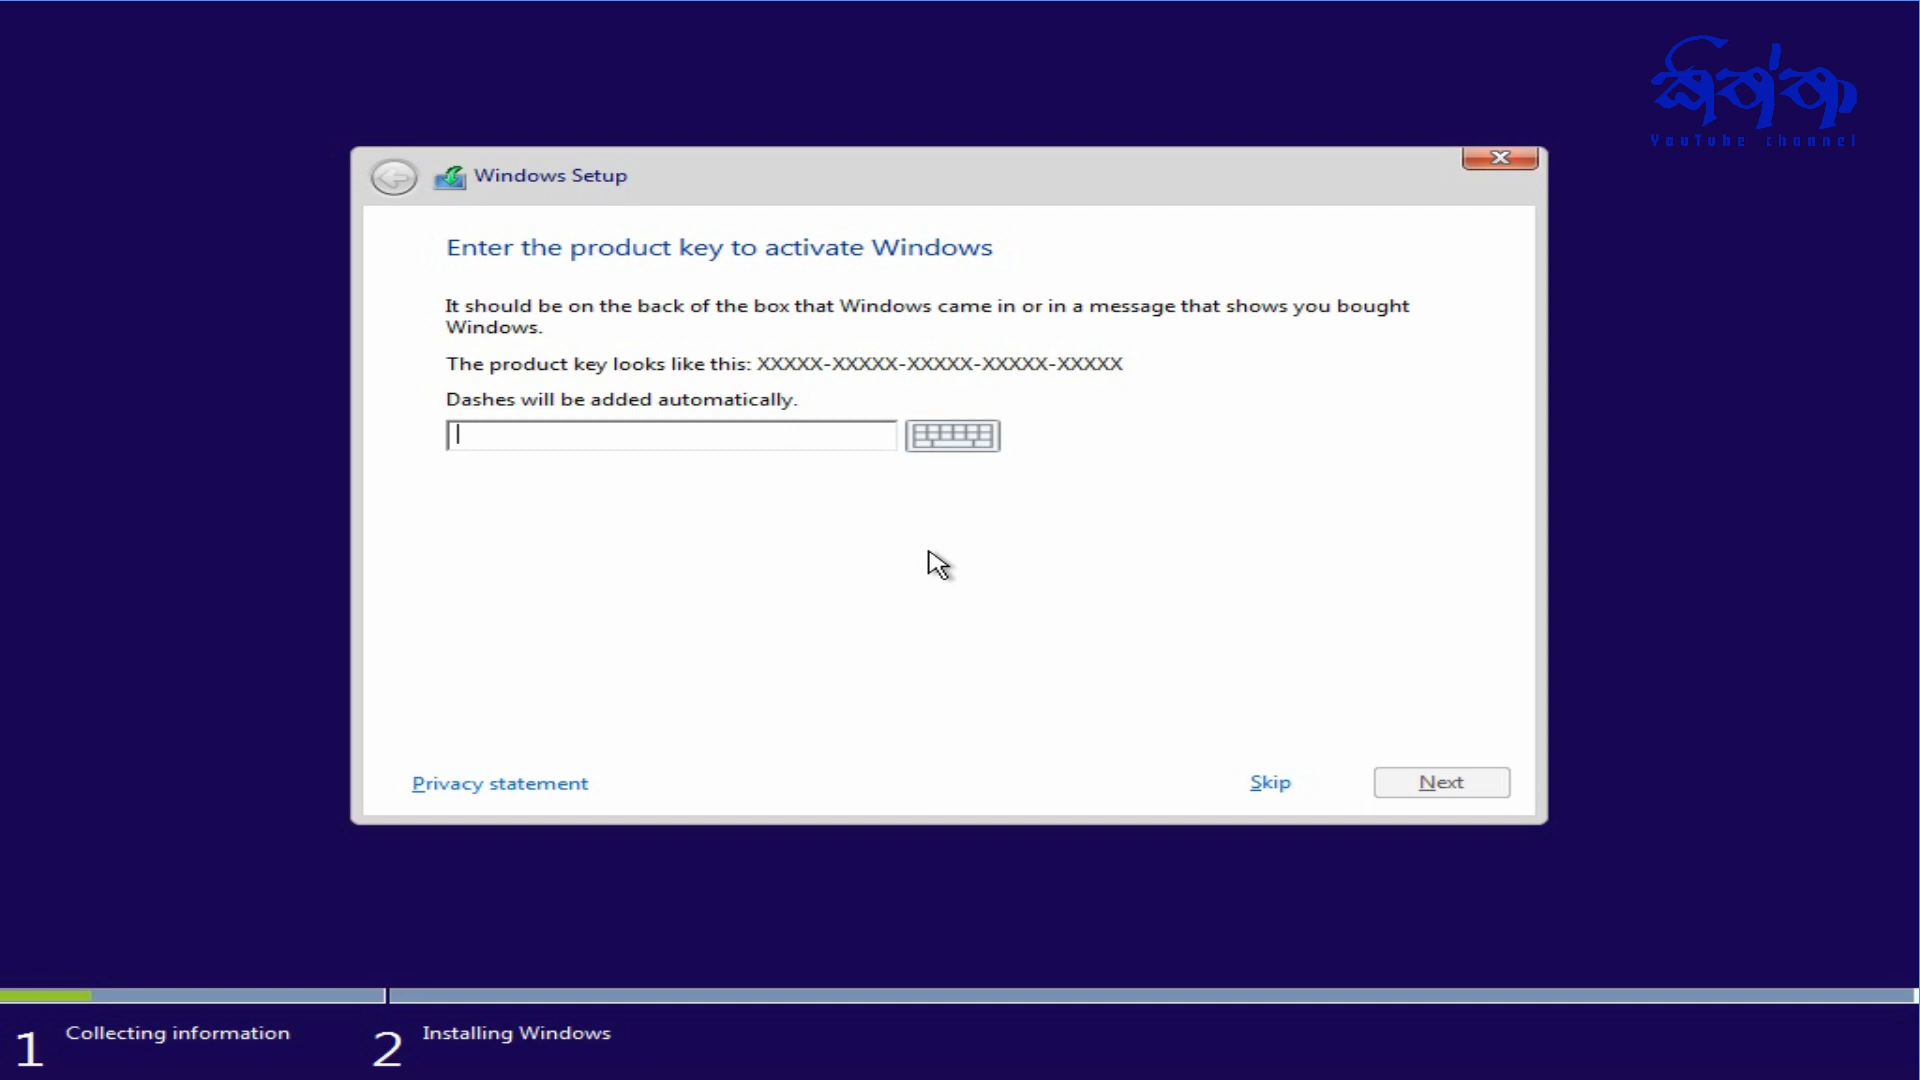 YouTube channel
Windows Setup
Enter the product key to activate Windows
It should be on the back of the box that Windows came in or in a message that shows you bought
Windows.
The product key looks like this: XXXXX-XXXXX-XXXXX-XXXXX-XXXXX
Dashes will be added automatically.
Privacy statement
Skip
Next
1 Collecting information
2 Installing Windows